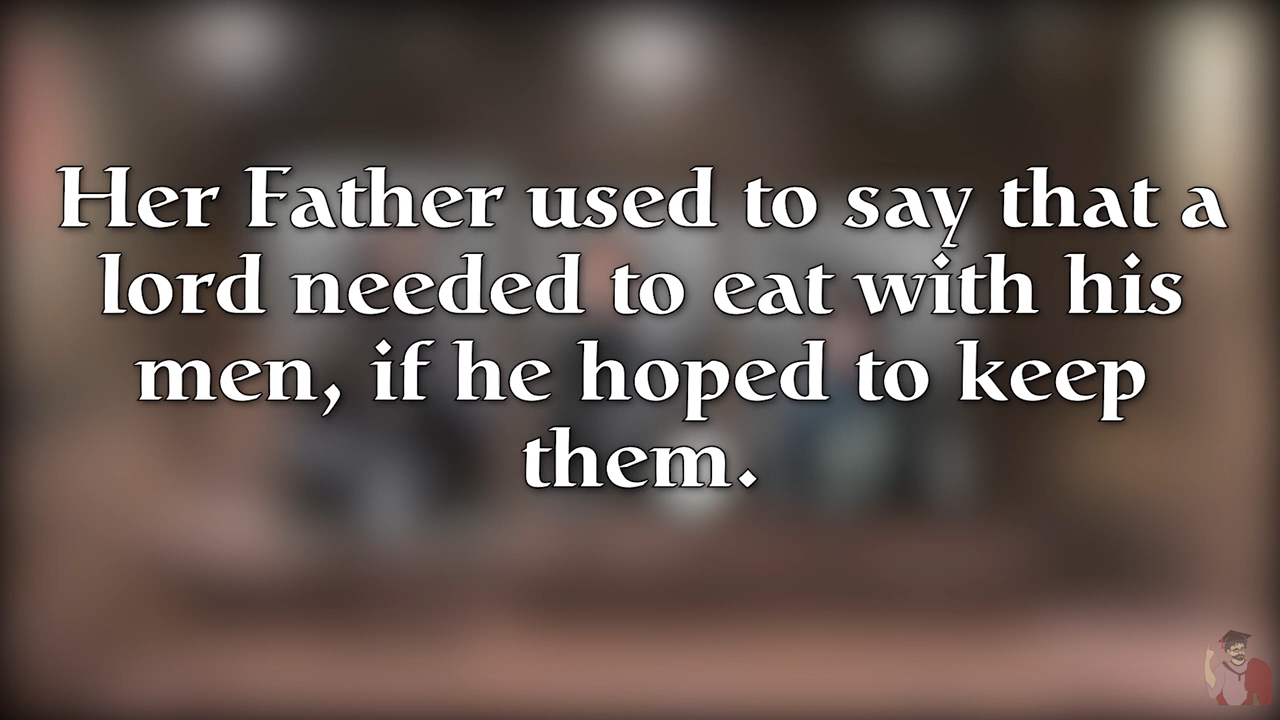 Her Father used to say that a
lord needed to eat with his
men, if he hoped to keep
them.